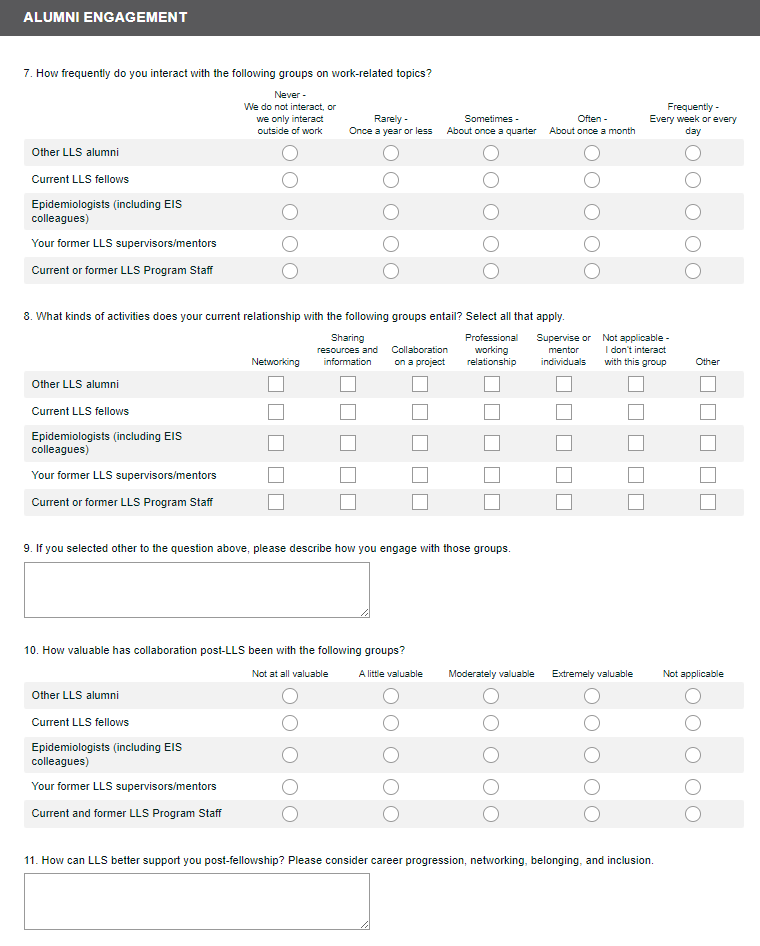 ALUMNI ENGAGEMENT
7. How frequently do you interact with the following groups on work-related topics?
Never -
We do not interact, or
we only interact
outside of work
Rarely -
Once a year or less
Sometimes -
About once a quarter
Often -
About once a month
Frequently -
Every week or every
day
Other LLS alumni
Current LLS fellows
Epidemiologists (including EIS
colleagues)
Your former LLS supervisors/mentors
Current or former LLS Program Staff
8. What kinds of activities does your current relationship with the following groups entail? Select all that apply.
Networking
Sharing
resources and
information
Collaboration
on a project
Professional
working
relationship
Supervise or
mentor
individuals
Not applicable -
I don't interact
with this group
Other
Other LLS alumni
Current LLS fellows
Epidemiologists (including EIS
colleagues)
Your former LLS supervisors/mentors
Current or former LLS Program Staff
9. If you selected other to the question above, please describe how you engage with those groups.
10. How valuable has collaboration post-LLS been with the following groups?
Not at all valuable
A little valuable
Moderately valuable
Extremely valuable
Not applicable
Other LLS alumni
Current LLS fellows
Epidemiologists (including EIS
colleagues)
Your former LLS supervisors/mentors
Current and former LLS Program Staff
11. How can LLS better support you post-fellowship? Please consider career progression, networking, belonging, and inclusion.